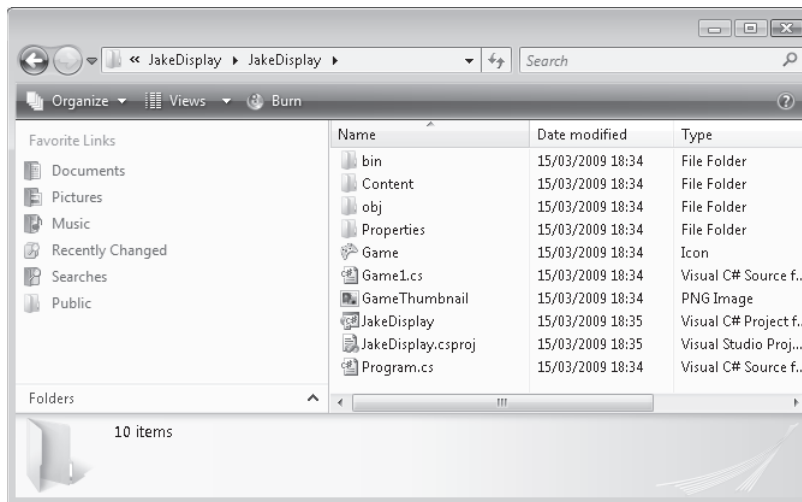 « JakeDisplay ▸ JakeDisplay ▸ Search
Organize Views Burn
Favorite Links
Documents
Pictures
Music
Recently Changed
Searches
Public
Folders
Name Date modified Type
bin 15/03/2009 18:34 File Folder
Content 15/03/2009 18:34 File Folder
obj 15/03/2009 18:34 File Folder
Properties 15/03/2009 18:34 File Folder
Game 15/03/2009 18:34 Icon
Game1.cs 15/03/2009 18:34 Visual C# Source f..
GameThumbnail 15/03/2009 18:34 PNG Image
JakeDisplay 15/03/2009 18:35 Visual C# Project f..
JakeDisplay.csproj 15/03/2009 18:35 Visual Studio Proj...
Program.cs 15/03/2009 18:34 Visual C# Source f..
10 items